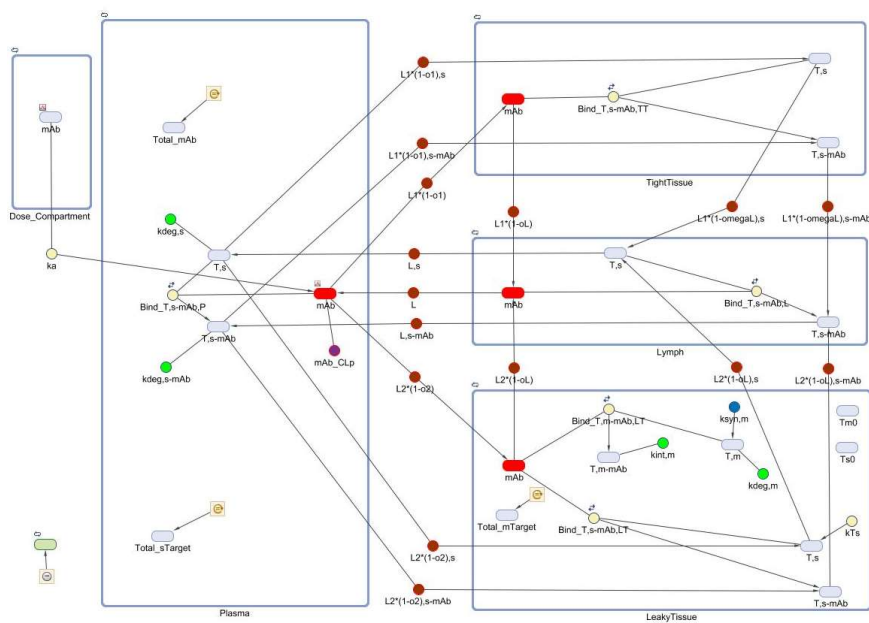 mAb
Dose_Compartment
ka
Total_mAb
kdeg,s
T,s
Bind_T,s-mAb,P
mAb
T,s-mAb
kdeg,s-mAb
mAb_CLp
Total_sTarget
Plasma
L1*(1-o1),s
L1*(1-o1),s-mAb
L1*(1-o1)
L,s
L
L,s-mAb
L2*(1-o2)
L2*(1-o2),s
L2*(1-o2),s-mAb
T,s
mAb
Bind_T,s-mAb,TT
T,s-mAb
TightTissue
L1*(1-oL)
L1*(1-omegaL),s
L1*(1-omegaL),s-mAb
T,s
mAb
Bind_T,s-mAb,L
T,s-mAb
Lymph
L2*(1-oL)
L2*(1-oL),s
L2*(1-oL),s-mAb
Bind_T,m-mAb,LT
ksyn,m
Tm0
T,m-mAb
kint,m
T,m
Ts0
mAb
kdeg,m
Total_mTarget
Bind_T,s-mAb,LT
kTs
T,s
T,s-mAb
LeakyTissue